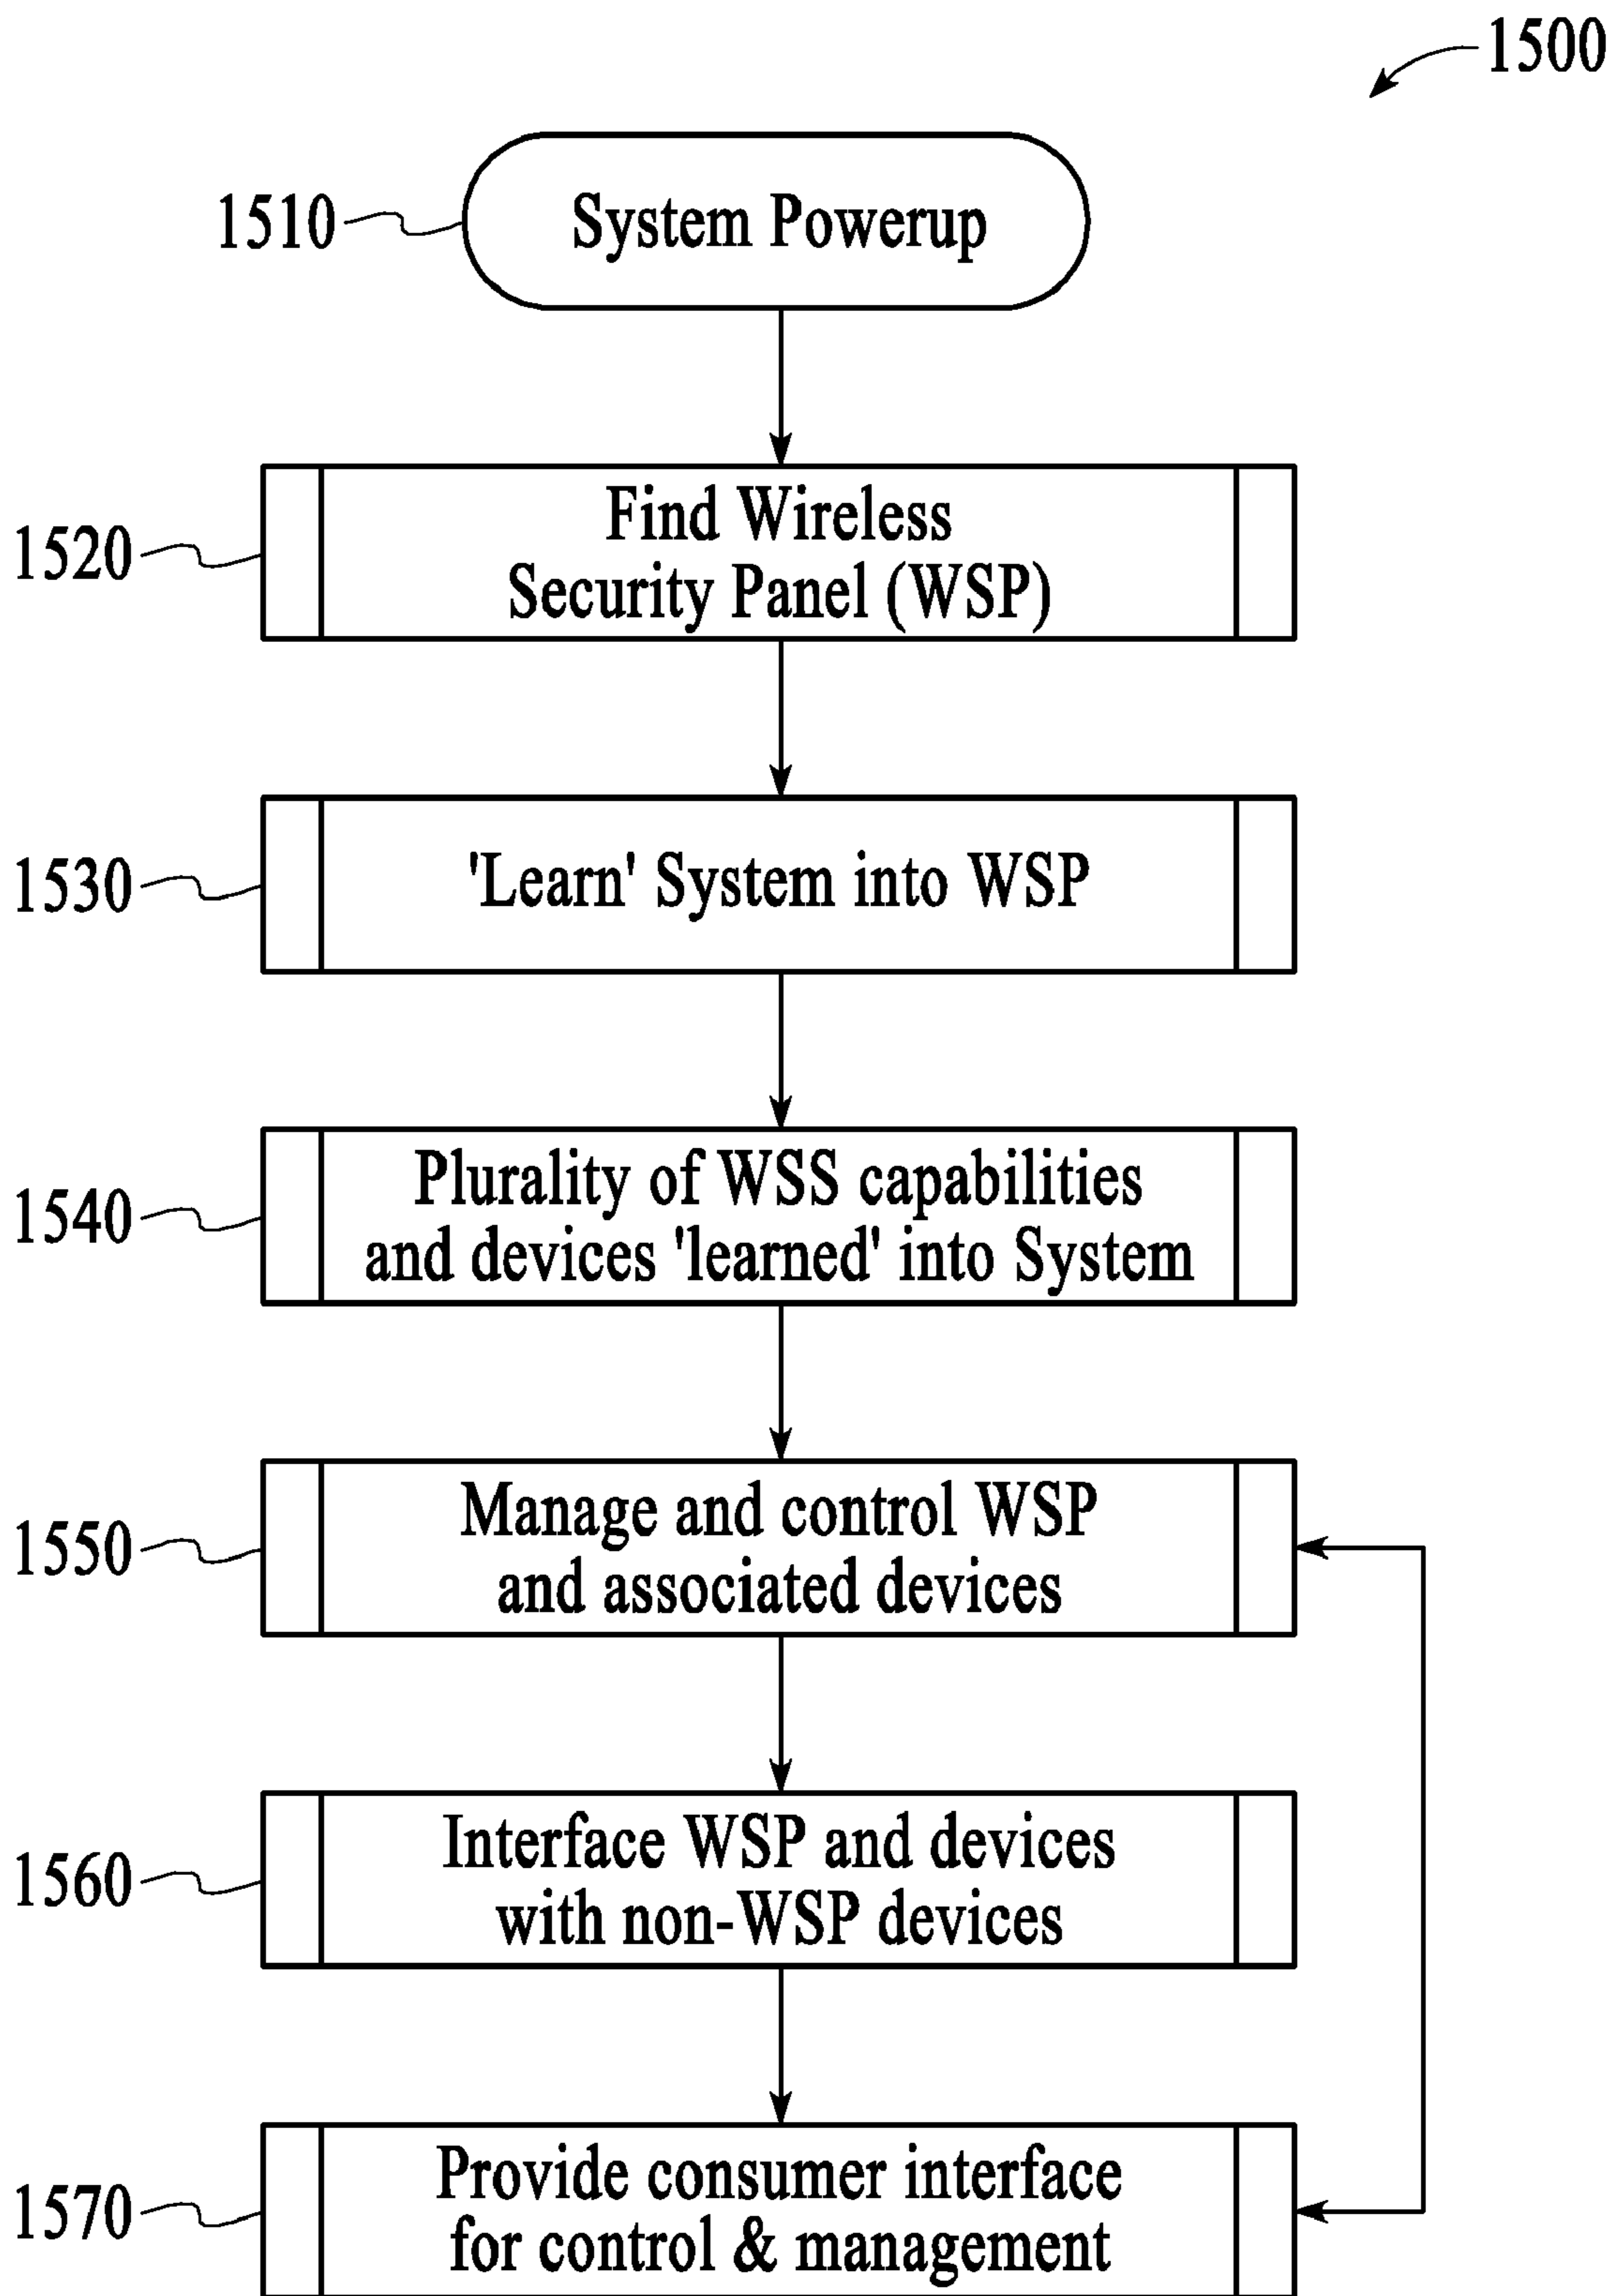 1500
1510
System Powerup
1520
Find Wireless
Security Panel (WSP)
1530
'Learn' System into WSP
1540
Plurality of WSS capabilities
and devices 'learned' into System
1550
Manage and control WSP
and associated devices
1560
Interface WSP and devices
with non-WSP devices
1570
Provide consumer interface
for control & management